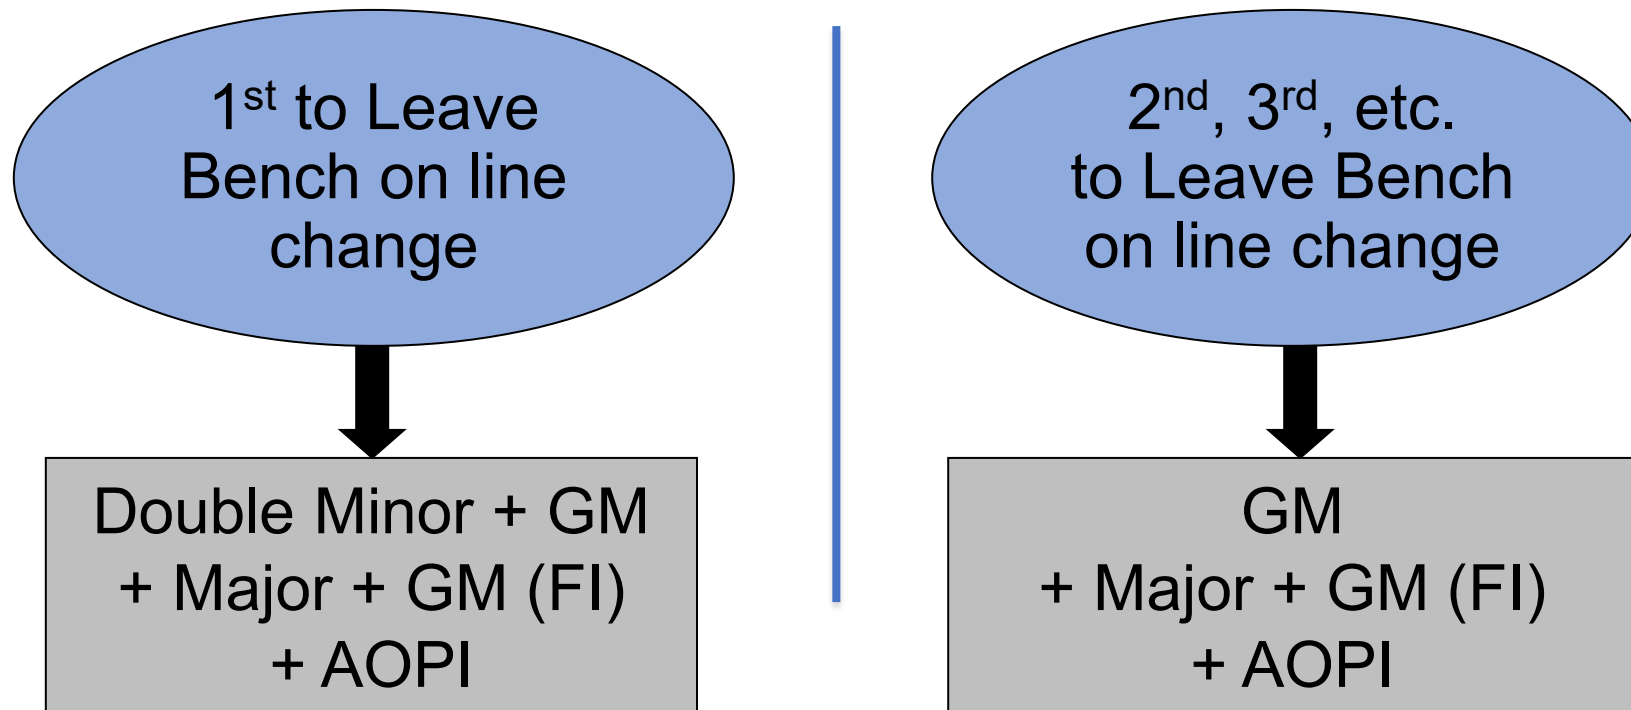 1st to Leave
Bench on line
change
Double Minor + GM
+ Major + GM (FI)
+ AOPI
2nd, 3rd, etc.
to Leave Bench
on line change
GM
+ Major + GM (FI)
+ AOPI